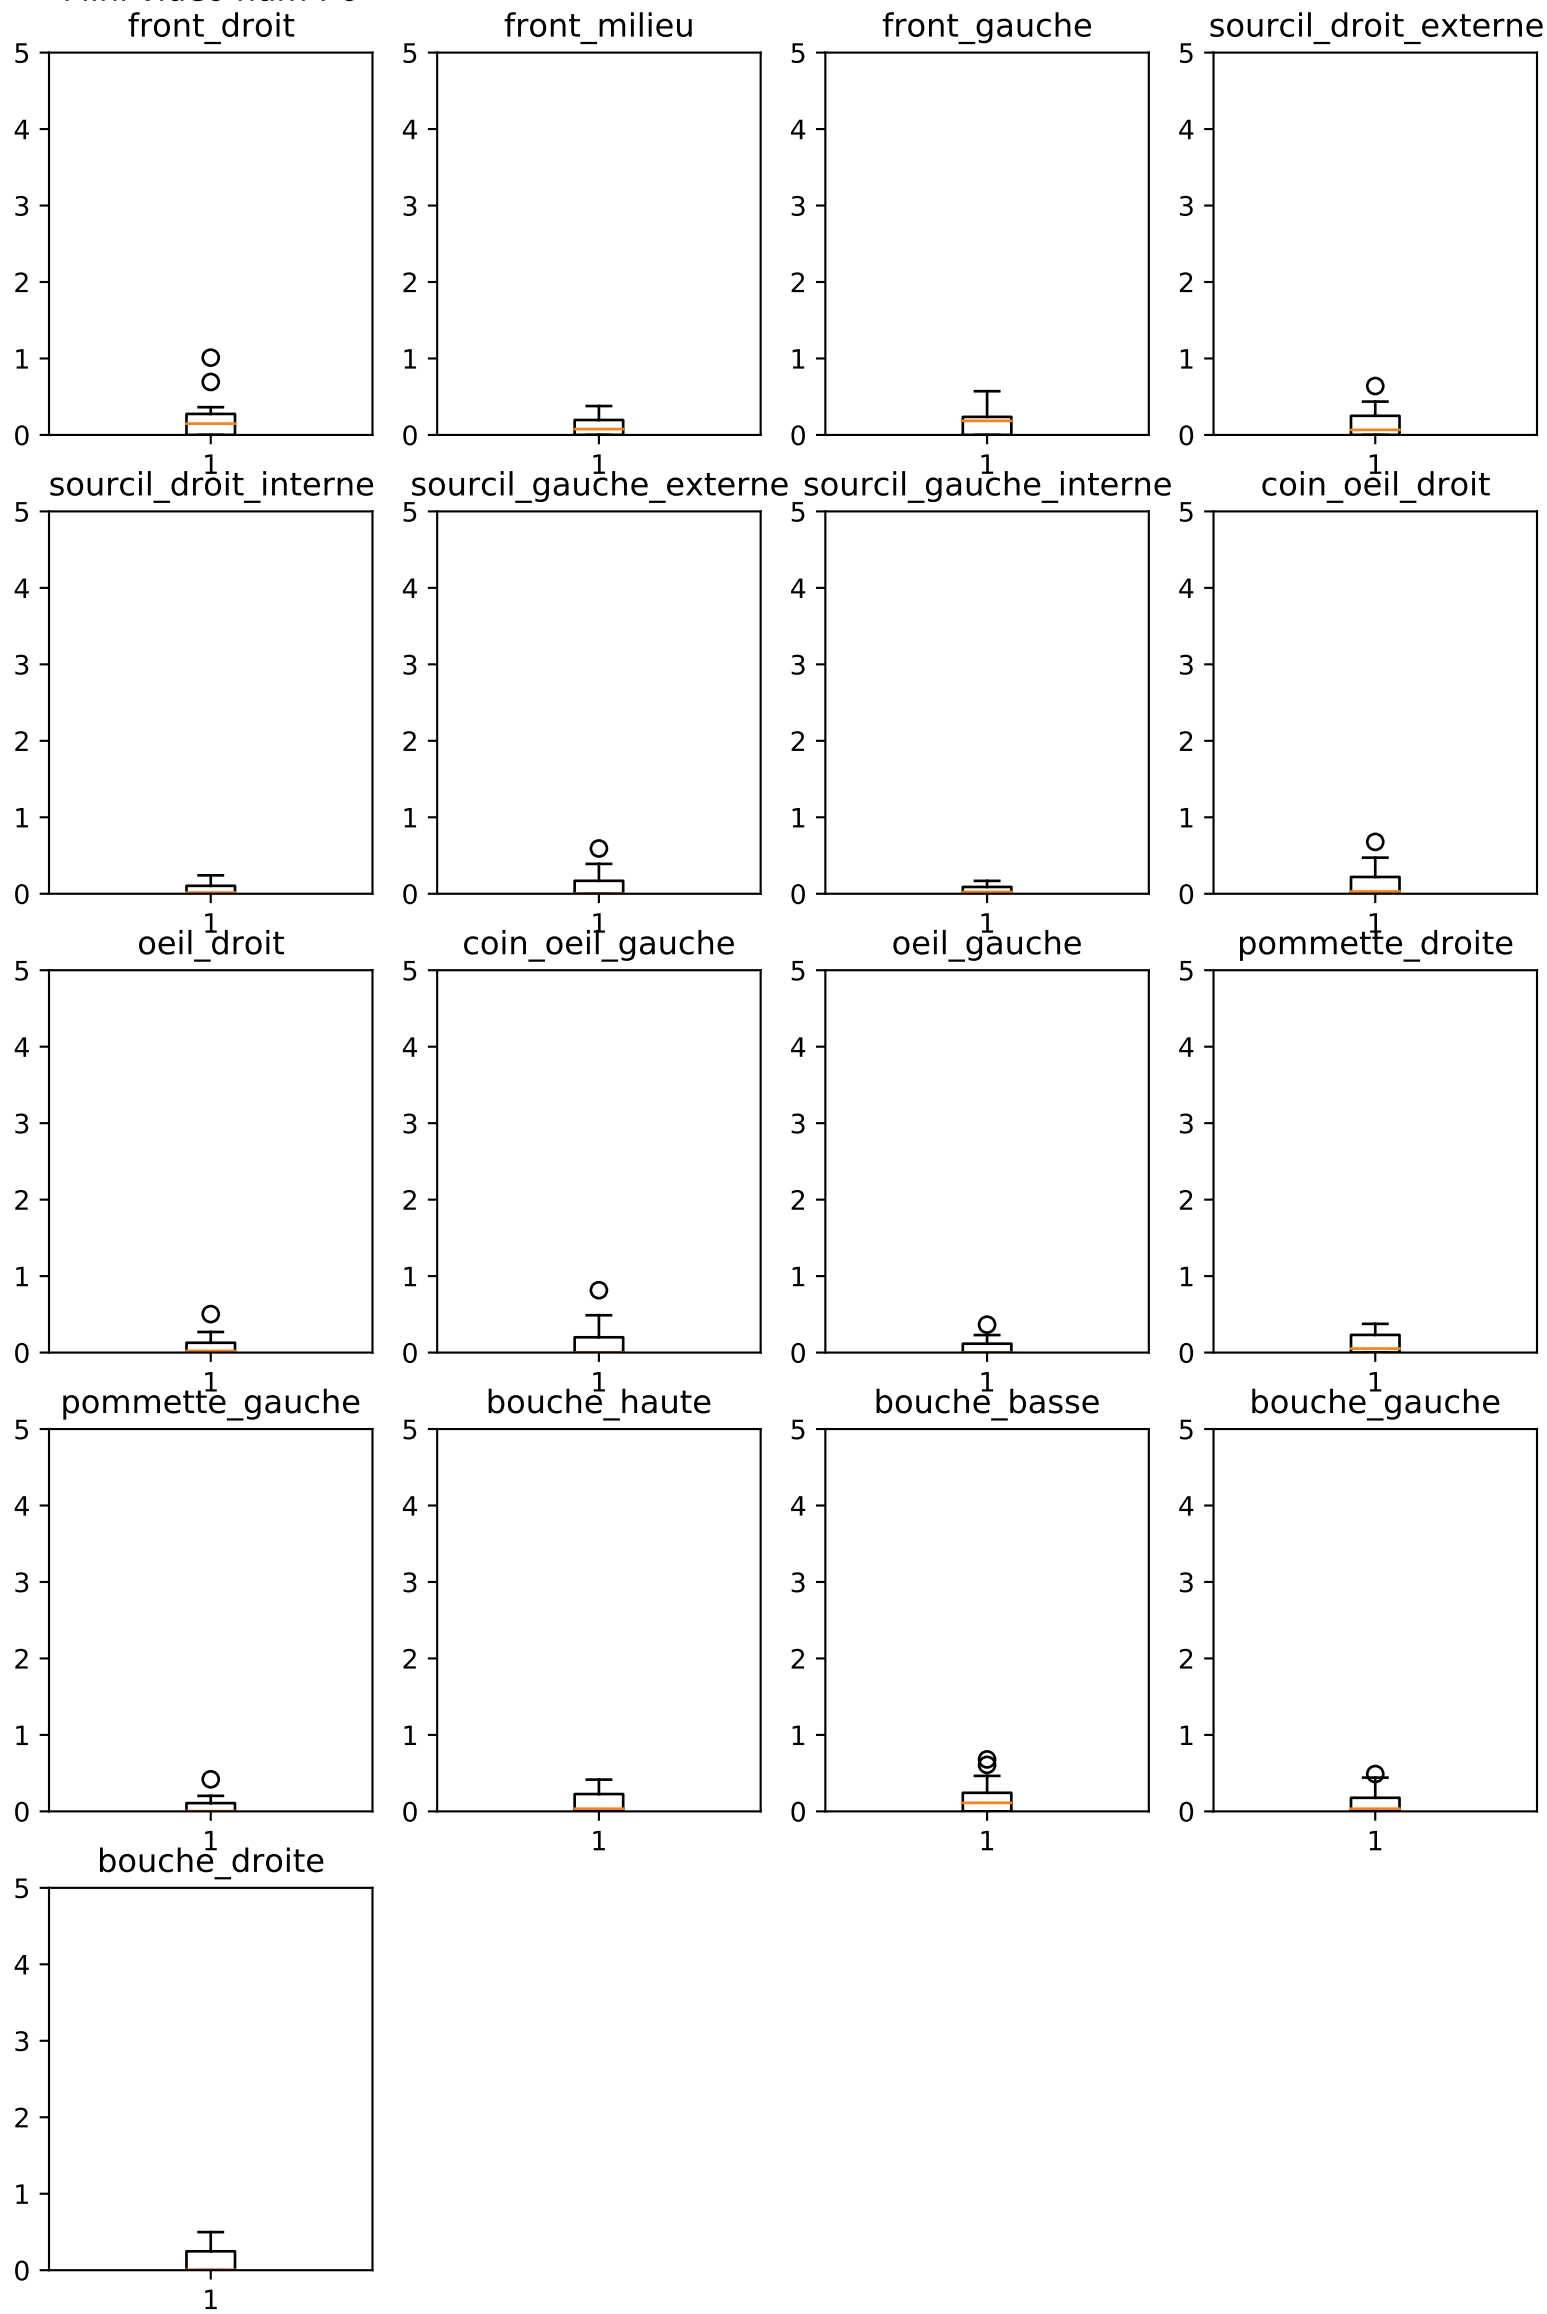 front_droit front_milieu front_gauche sourcil_droit_externe
5 5 5 5
4 4 4 4
3 3 3 3
2 2 2 2
1 1 1 1
0 0 0 0
1 1 1 1
sourcil_droit_interne sourcil_gauche_externe sourcil_gauche_interne coin_oeil_droit
5 5 5 5
4 4 4 4
3 3 3 3
2 2 2 2
1 1 1 1
0 0 0 0
1 1 1 1
oeil_droit coin_oeil_gauche oeil_gauche pommette_droite
5 5 5 5
4 4 4 4
3 3 3 3
2 2 2 2
1 1 1 1
0 0 0 0
1 1 1 1
pommette_gauche bouche_haute bouche_basse bouche_gauche
5 5 5 5
4 4 4 4
3 3 3 3
2 2 2 2
1 1 1 1
0 0 0 0
1 1 1 1
bouche_droite
5
4
3
2
1
0
1